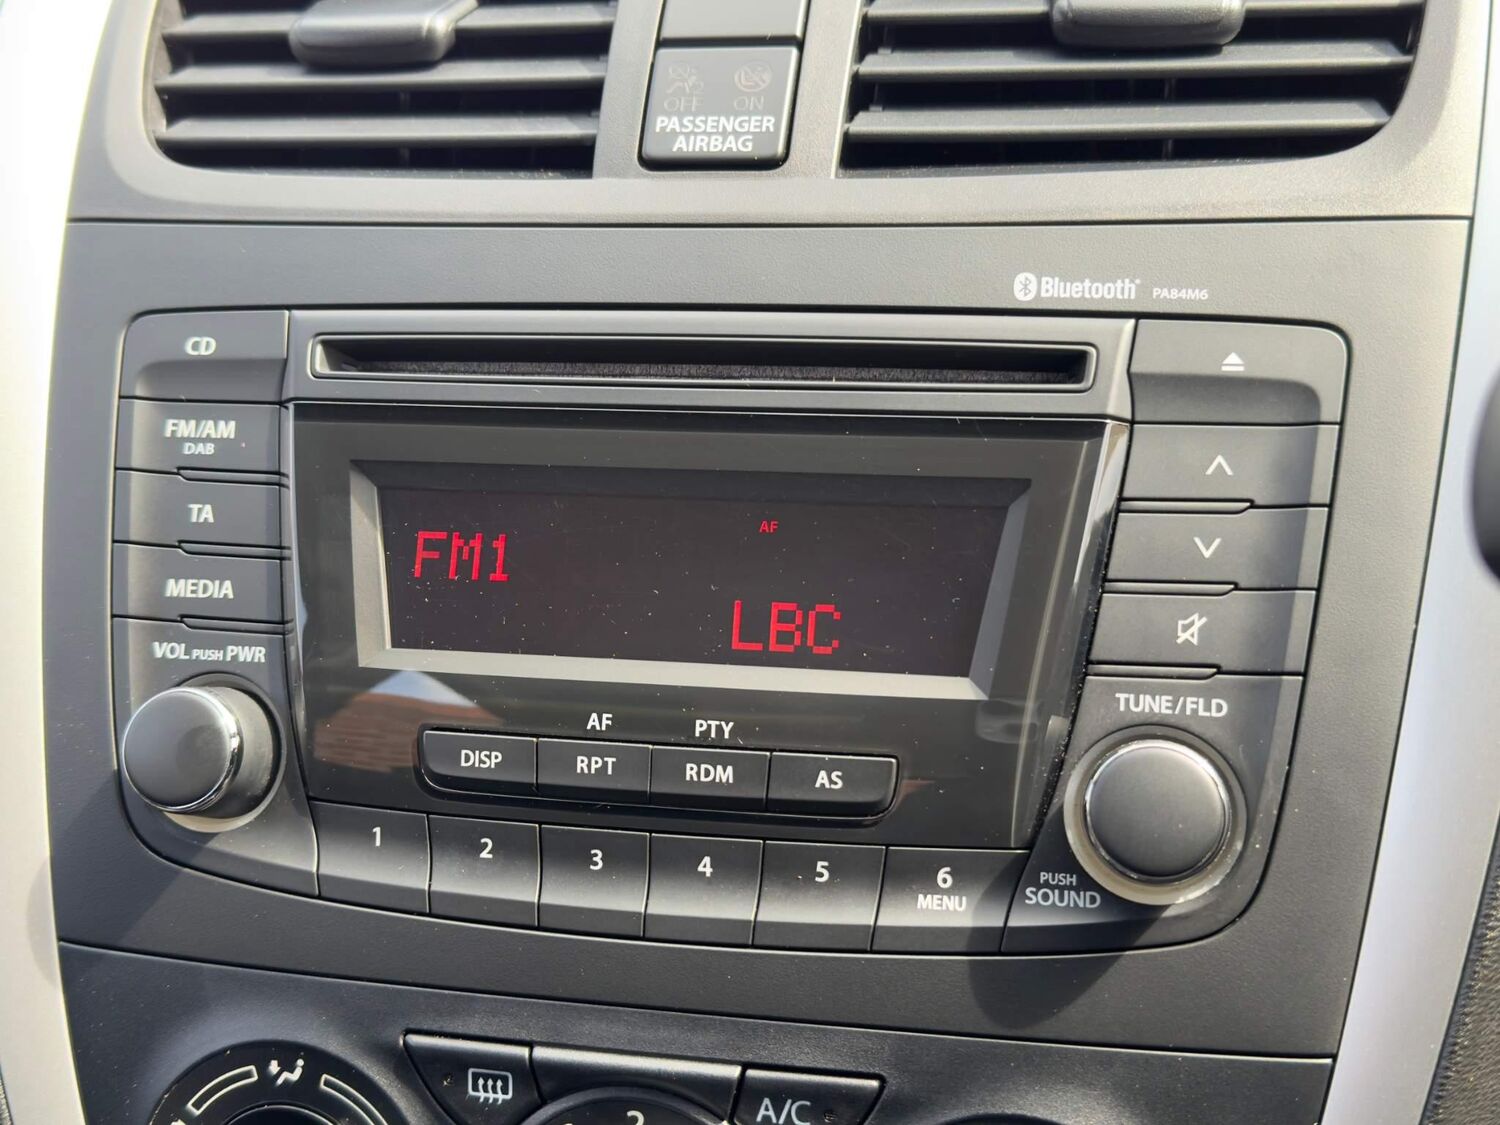 OFF ON
PASSENGER
AIRBAG
Bluetooth PA84M6
CD
FM/AM
DAB
TA
MEDIA
VOL PUSH PWR
AF
FM1
LBC
TUNE/FLD
AF PTY
DISP RPT RDM AS
1 2 3 4 5 6
MENU
PUSH
SOUND
2
A/C